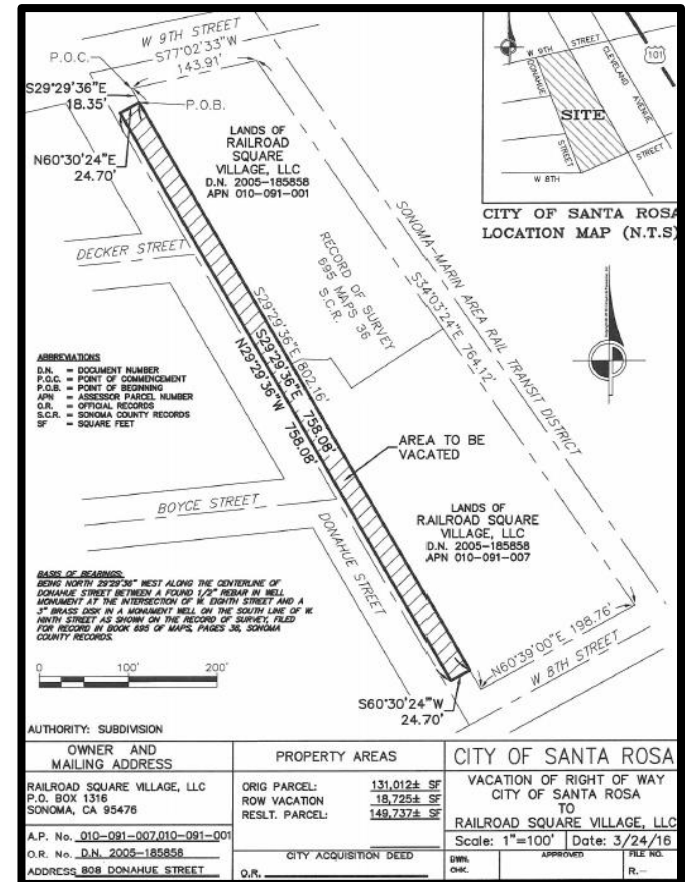 W 9TH STREET
S77°02'33"W
143.91'
P.O.C.
S29°29'36"E
18.35'
P.O.B.
N60°30'24"E
24.70'
LANDS OF
RAILROAD
SQUARE
VILLAGE, LLC
D.N. 2005-185858
APN 010-091-001
DECKER STREET
RECORD OF SURVEY
695 MAPS 36
S.C.R.
SONOMA-MARIN AREA RAIL TRANSIT DISTRICT
S34°03'24"E 764.12'
S29°29'36"E 802.16'
S29°29'36"E 758.08'
N29°29'36"W 758.08'
W 9TH STREET
DONAHUE STREET
CLEVELAND AVENUE
101
SITE
W 8TH STREET
CITY OF SANTA ROSA
LOCATION MAP (N.T.S)
ABBREVIATIONS
D.N. = DOCUMENT NUMBER
P.O.C. = POINT OF COMMENCEMENT
P.O.B. = POINT OF BEGINNING
APN = ASSESSOR PARCEL NUMBER
O.R. = OFFICIAL RECORDS
S.C.R. = SONOMA COUNTY RECORDS
SF = SQUARE FEET
AREA TO BE
VACATED
BOYCE STREET
DONAHUE STREET
LANDS OF
RAILROAD SQUARE
VILLAGE, LLC
D.N. 2005-185858
APN 010-091-007
BASIS OF BEARINGS:
BEING NORTH 29°29'36" WEST ALONG THE CENTERLINE OF
DONAHUE STREET BETWEEN A FOUND 1/2" REBAR IN WELL
MONUMENT AT THE INTERSECTION OF W. EIGHTH STREET AND A
3" BRASS DISK IN A MONUMENT WELL ON THE SOUTH LINE OF W.
NINTH STREET AS SHOWN ON THE RECORD OF SURVEY, FILED
FOR RECORD IN BOOK 695 OF MAPS, PAGES 36, SONOMA
COUNTY RECORDS.
N60°39'00"E 198.76'
W 8TH STREET
S60°30'24"W
24.70'
0 100' 200'
AUTHORITY: SUBDIVISION
OWNER AND
MAILING ADDRESS
RAILROAD SQUARE VILLAGE, LLC
P.O. BOX 1316
SONOMA, CA 95476
A.P. No. 010-091-007,010-091-001
O.R. No. D.N. 2005-185858
ADDRESS 808 DONAHUE STREET
PROPERTY AREAS
ORIG PARCEL: 131,012± SF
ROW VACATION 18,725± SF
RESLT. PARCEL: 149,737± SF
CITY ACQUISITION DEED
O.R.
CITY OF SANTA ROSA
VACATION OF RIGHT OF WAY
CITY OF SANTA ROSA
TO
RAILROAD SQUARE VILLAGE, LLC
Scale: 1"=100' Date: 3/24/16
DWN.
CHK.
APPROVED
FILE NO.
R.-